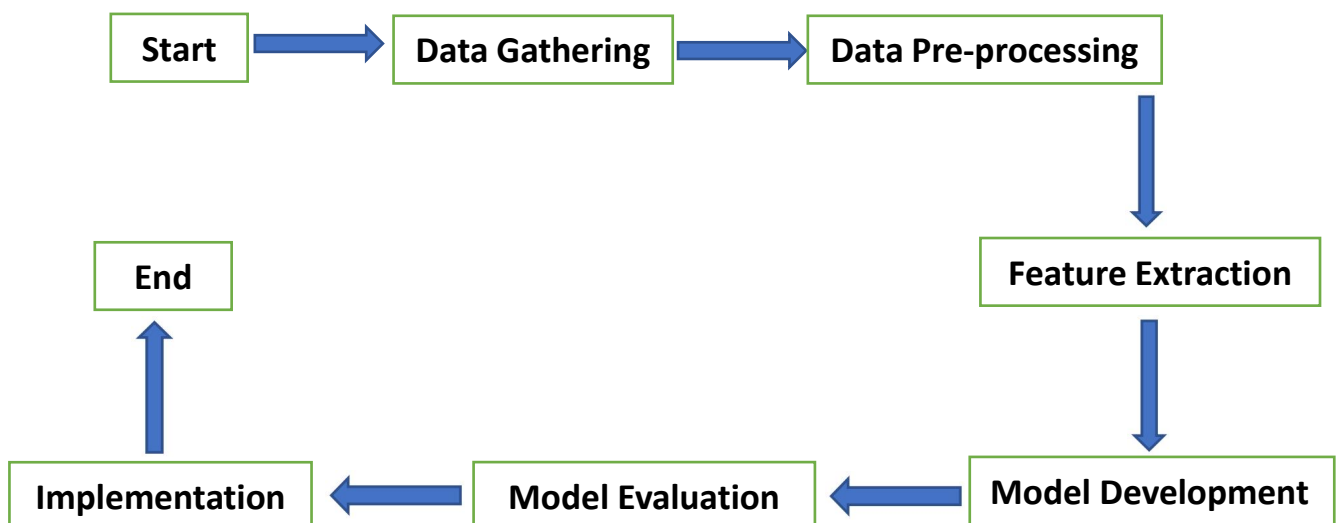 Start
Data Gathering
Data Pre-processing
Feature Extraction
Model Development
Model Evaluation
Implementation
End